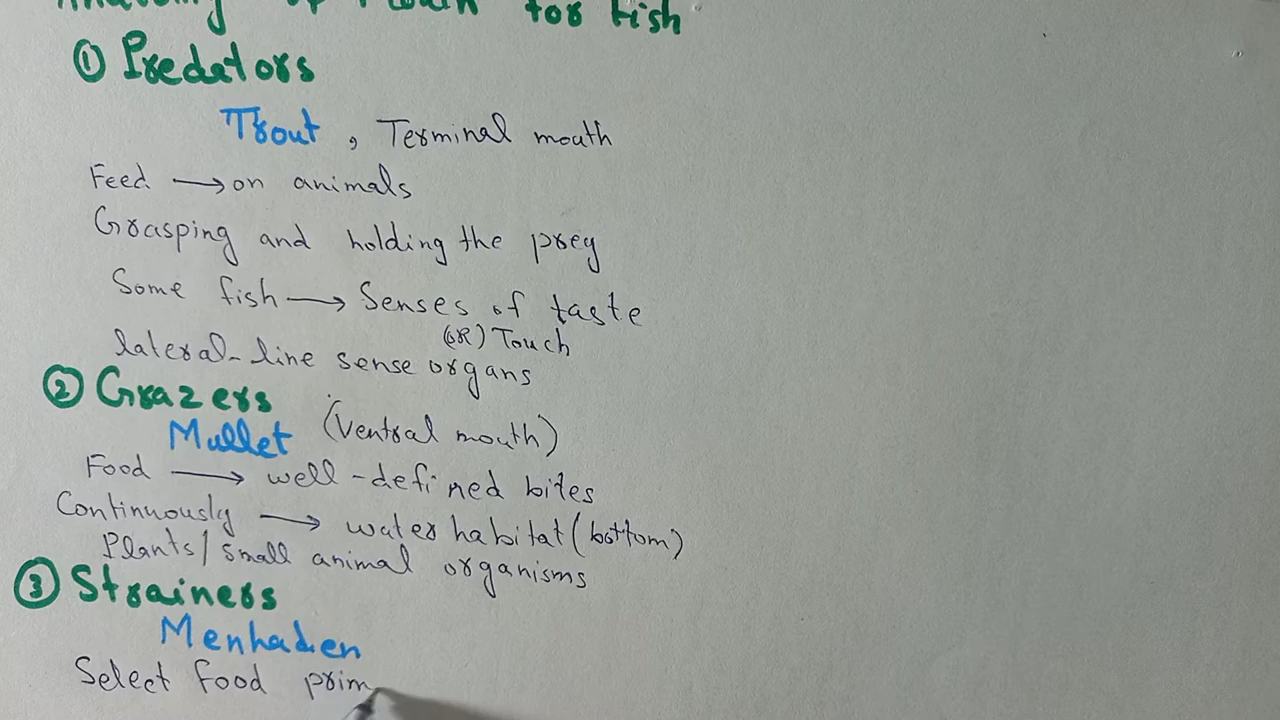 for Fish
① Predators
Trout, Terminal mouth
Feed → on animals
Grasping and holding the prey
Some fish → Senses of taste
(OR) Touch
lateral-line sense organs
② Grazers
Mullet (Ventral mouth)
Food → well-defined bites
Continuously → water habitat (bottom)
Plants/small animal organisms
③ Strainers
Menhaden
Select food prim